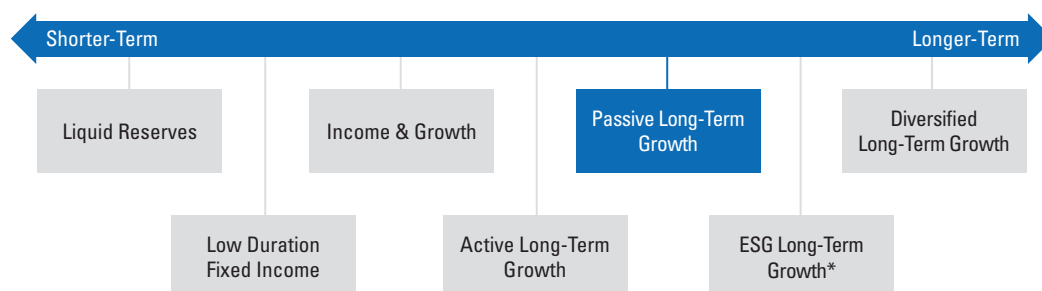 Shorter-Term
Longer-Term
Liquid Reserves
Income & Growth
Passive Long-Term
Growth
Diversified
Long-Term Growth
Low Duration
Fixed Income
Active Long-Term
Growth
ESG Long-Term
Growth*